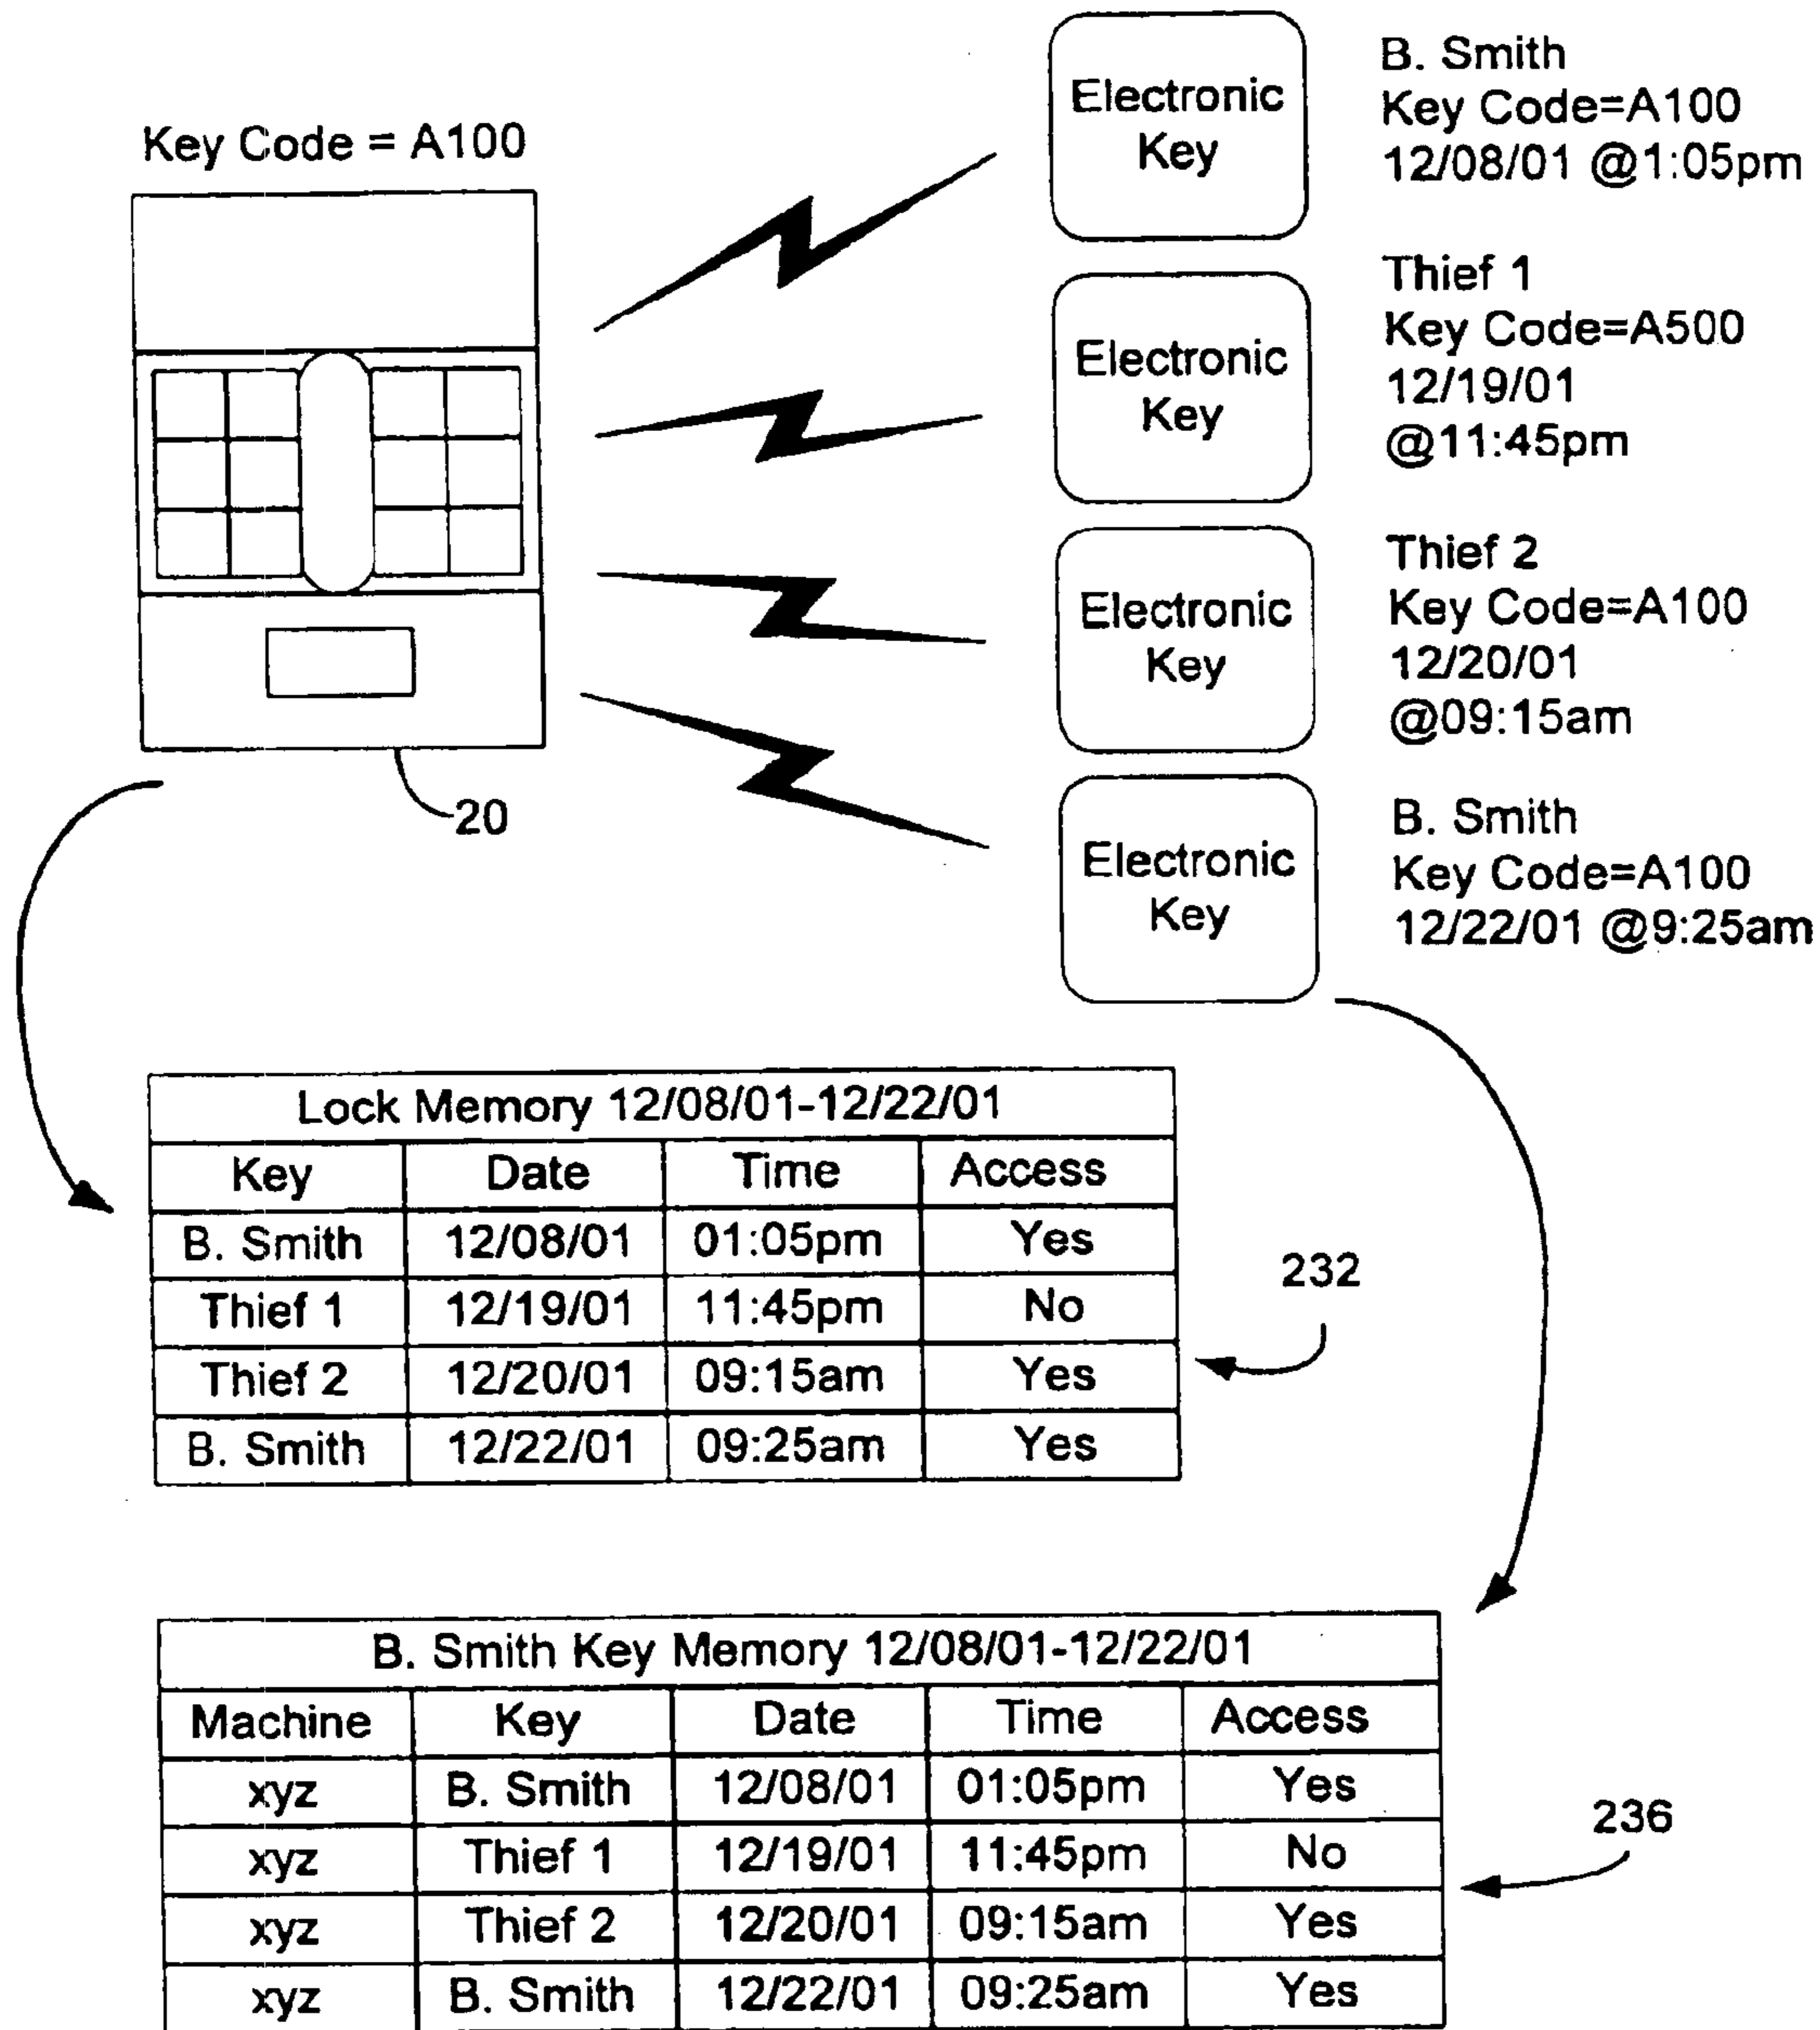 Key Code = A100
Electronic
Key
B. Smith
Key Code=A100
12/08/01 @1:05pm
Electronic
Key
Thief 1
Key Code=A500
12/19/01
@11:45pm
Electronic
Key
Thief 2
Key Code=A100
12/20/01
@09:15am
Electronic
Key
B. Smith
Key Code=A100
12/22/01 @9:25am
20
Lock Memory 12/08/01-12/22/01
Key Date Time Access
B. Smith 12/08/01 01:05pm Yes
Thief 1 12/19/01 11:45pm No
Thief 2 12/20/01 09:15am Yes
B. Smith 12/22/01 09:25am Yes
232
B. Smith Key Memory 12/08/01-12/22/01
Machine Key Date Time Access
xyz B. Smith 12/08/01 01:05pm Yes
xyz Thief 1 12/19/01 11:45pm No
xyz Thief 2 12/20/01 09:15am Yes
xyz B. Smith 12/22/01 09:25am Yes
236